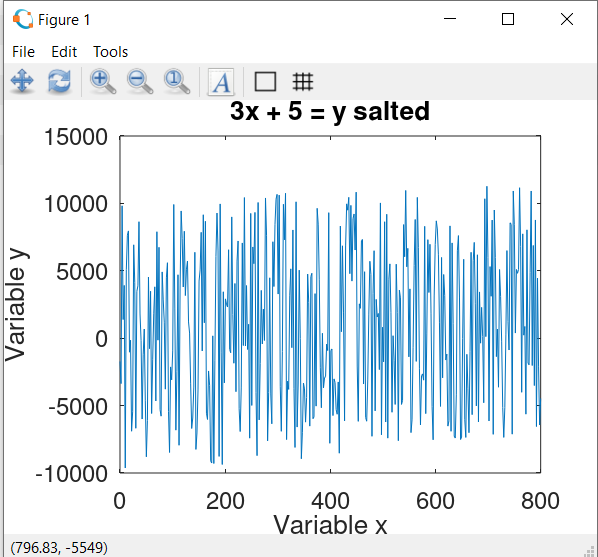 Figure 1
File Edit Tools
A
3x + 5 = y salted
15000
10000
5000
0
-5000
-10000
Variable y
0 200 400 600 800
Variable x
(796.83, -5549)